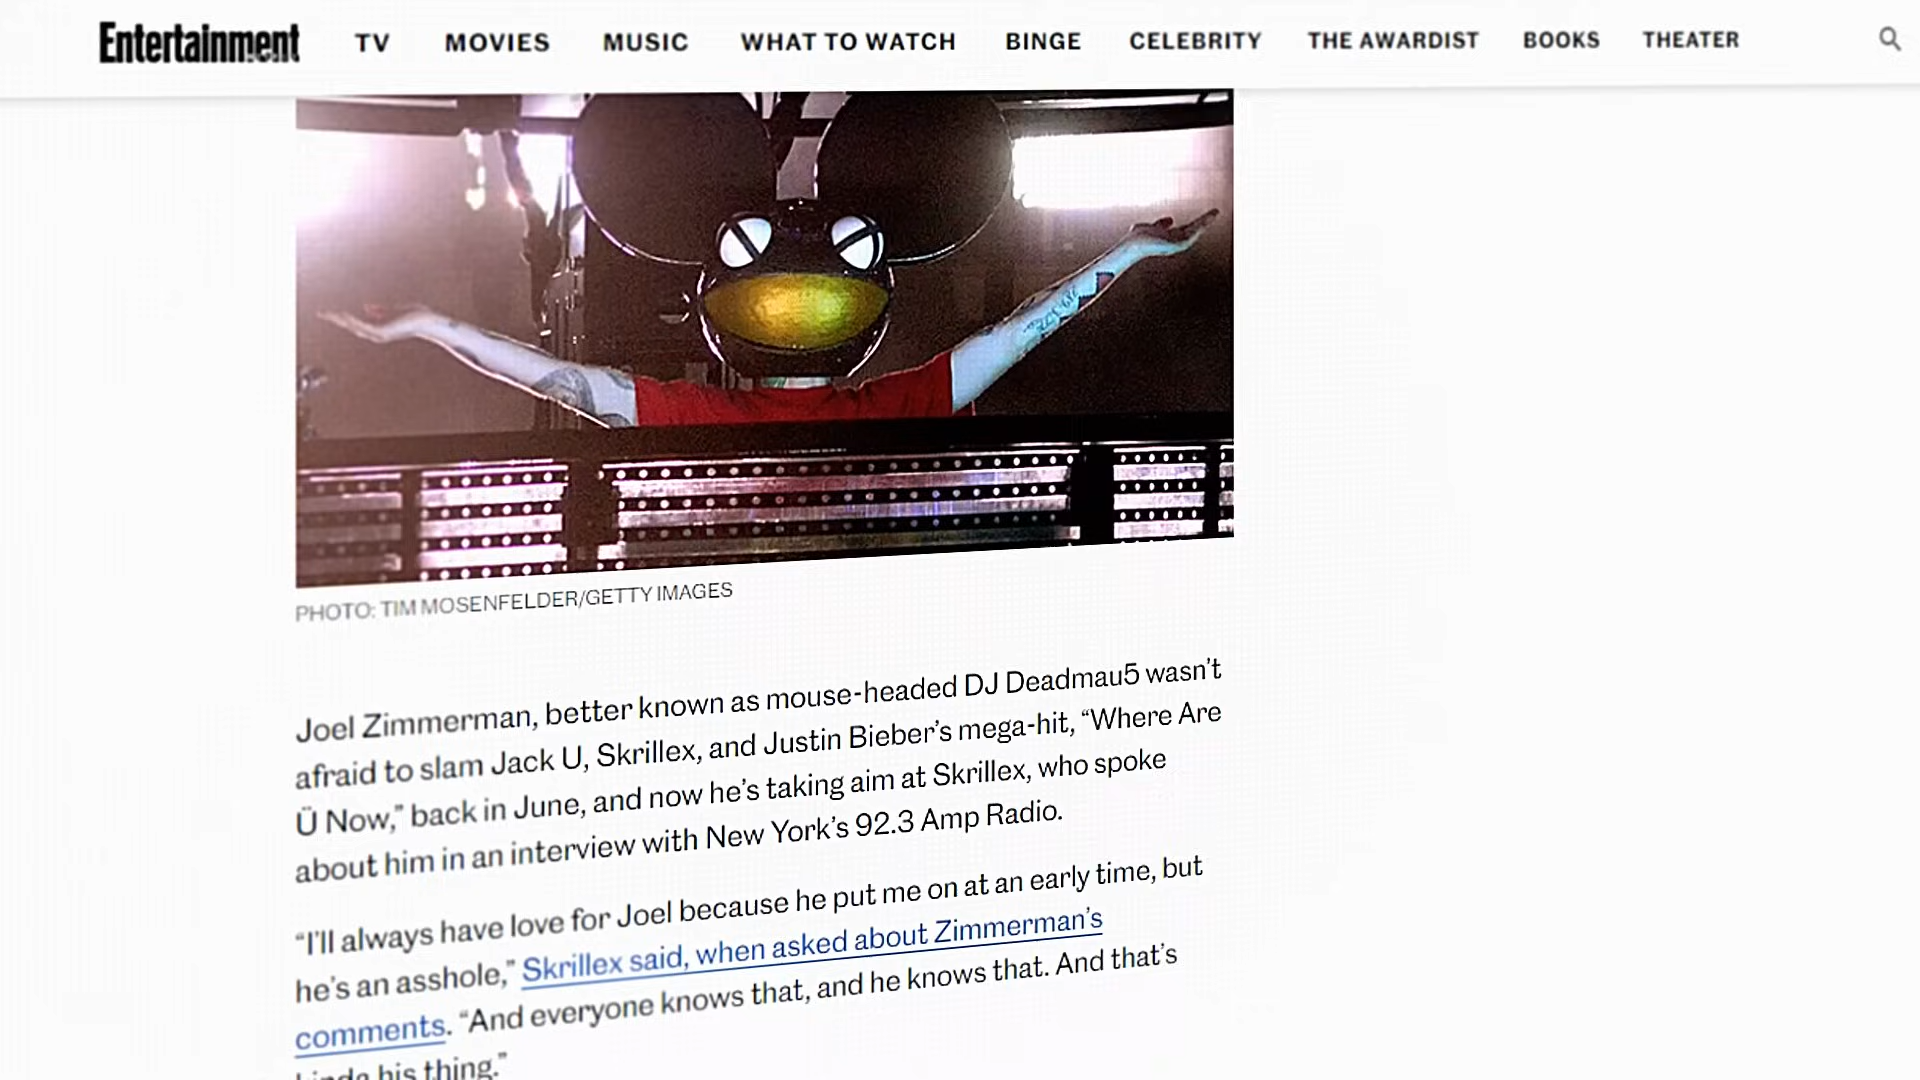 Entertainment TV MOVIES MUSIC WHAT TO WATCH BINGE CELEBRITY THE AWARDIST BOOKS THEATER
PHOTO: TIM MOSENFELDER/GETTY IMAGES
Joel Zimmerman, better known as mouse-headed DJ Deadmau5 wasn’t
afraid to slam Jack U, Skrillex, and Justin Bieber’s mega-hit, “Where Are
Ü Now,” back in June, and now he’s taking aim at Skrillex, who spoke
about him in an interview with New York’s 92.3 Amp Radio.
“I’ll always have love for Joel because he put me on at an early time, but
he’s an asshole,” Skrillex said, when asked about Zimmerman’s
comments. “And everyone knows that, and he knows that. And that’s
kinda his thing.”